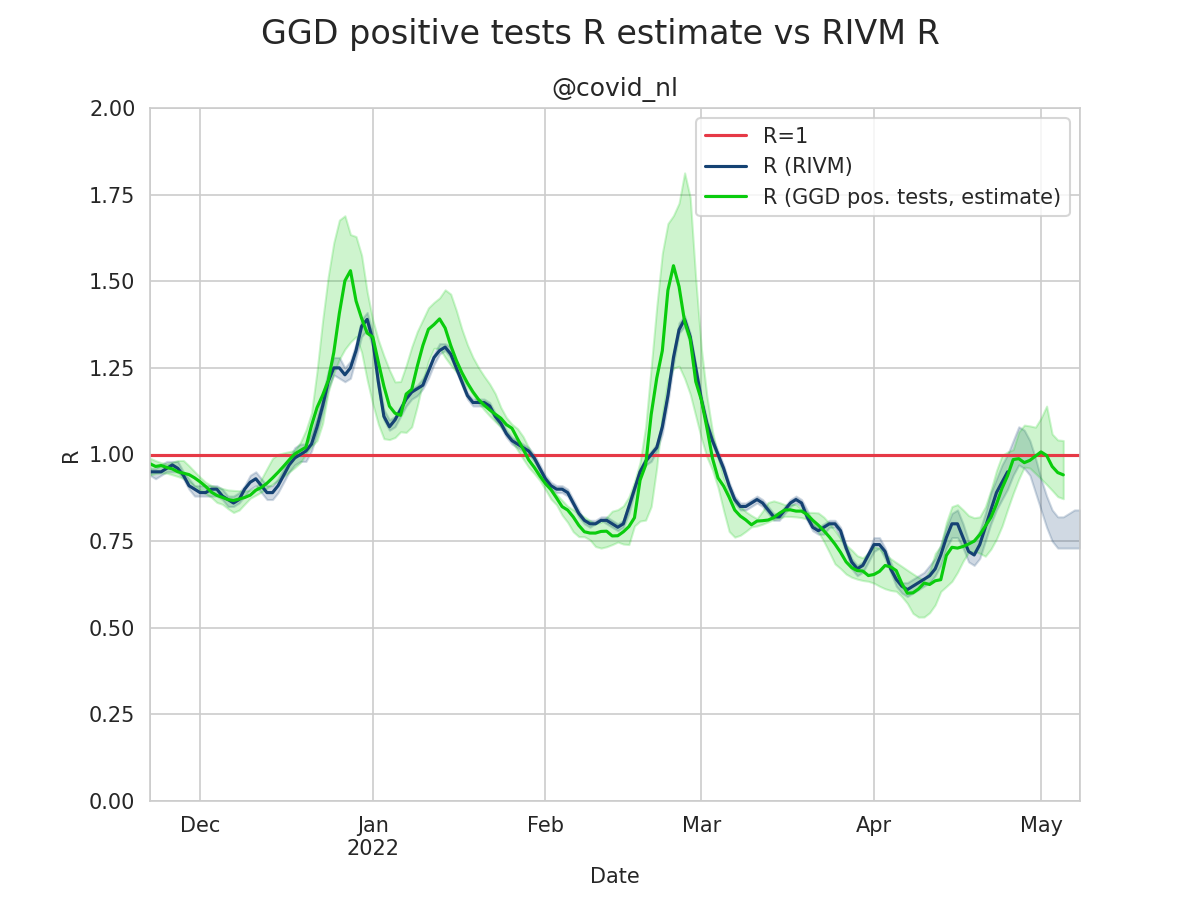 GGD positive tests R estimate vs RIVM R
@covid_nl
R=1
R (RIVM)
R (GGD pos. tests, estimate)
2.00
1.75
1.50
1.25
1.00
0.75
0.50
0.25
0.00
R
Dec
Jan
2022
Feb
Mar
Apr
May
Date